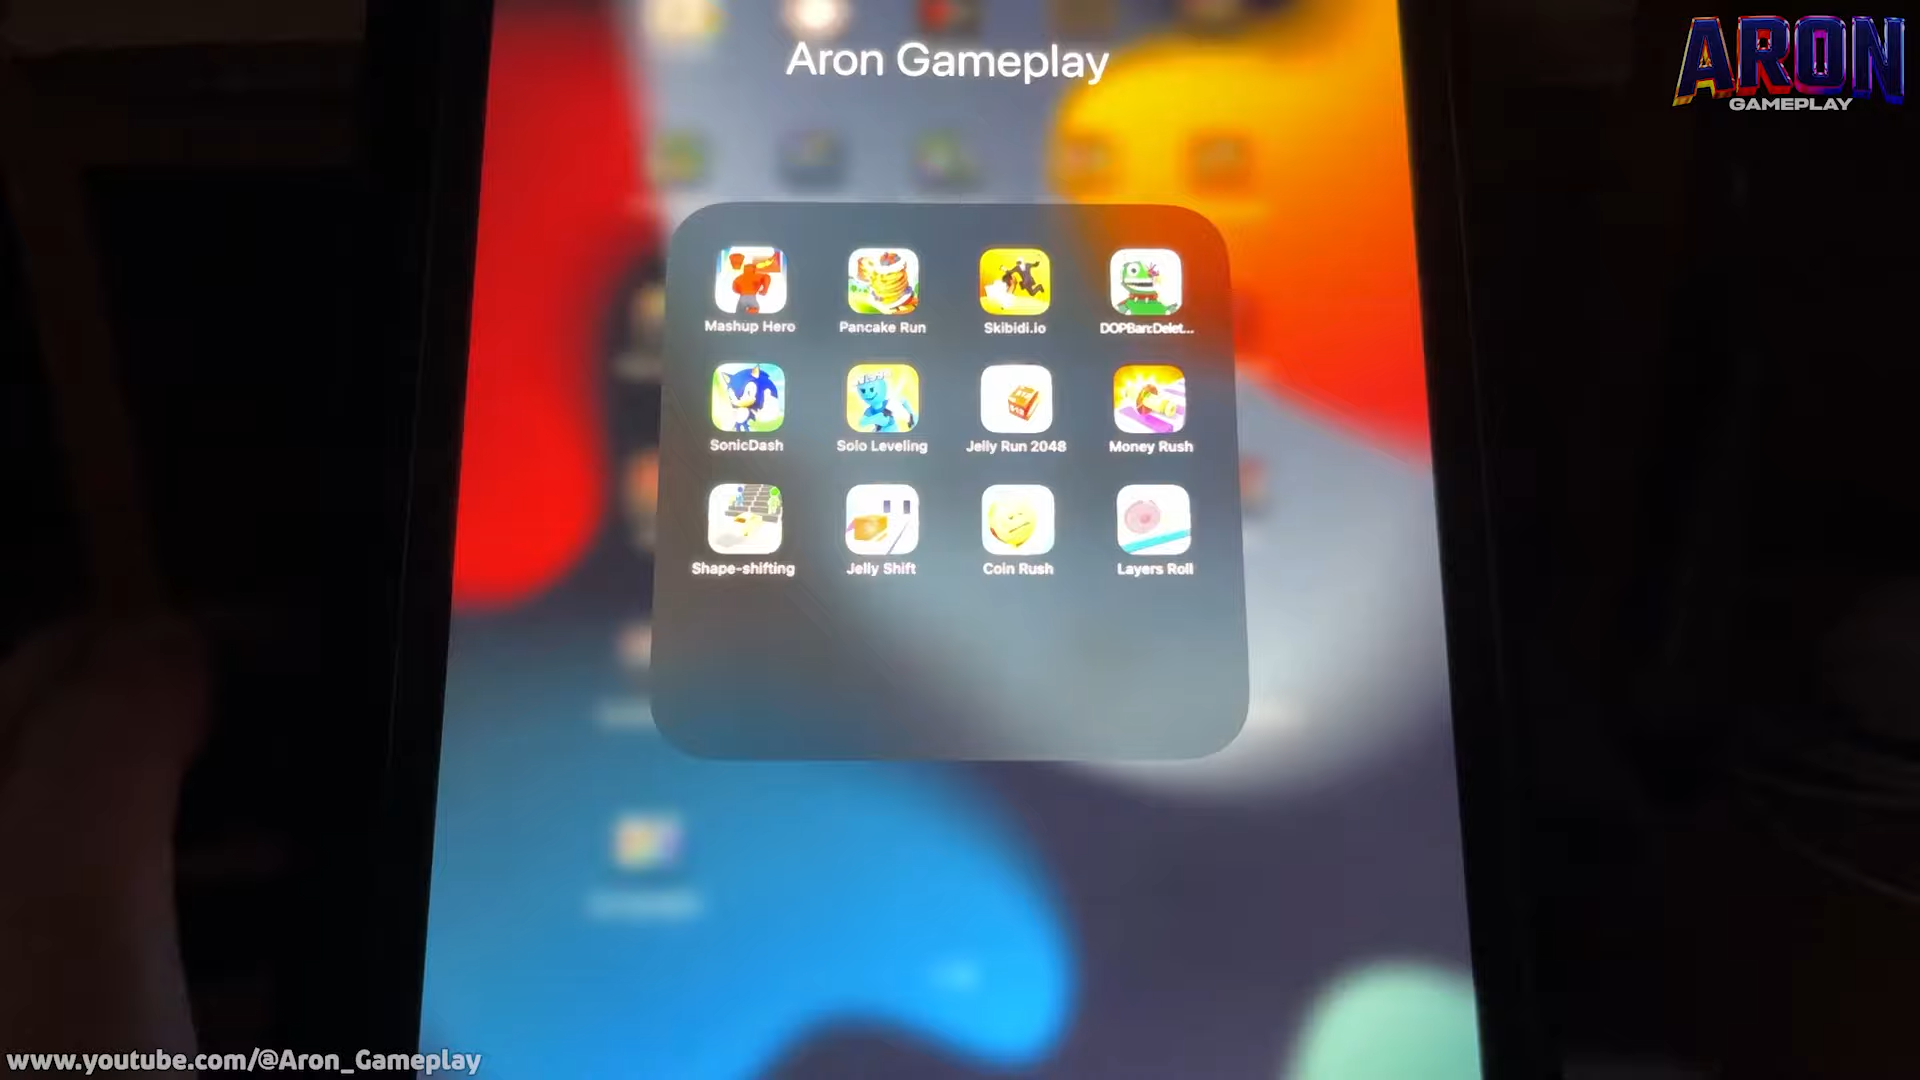 Aron Gameplay
ARON
GAMEPLAY
Mashup Hero
Pancake Run
Skibidi.io
DOPBan:Delet...
SonicDash
Solo Leveling
Jelly Run 2048
Money Rush
Shape-shifting
Jelly Shift
Coin Rush
Layers Roll
www.youtube.com/@Aron_Gameplay